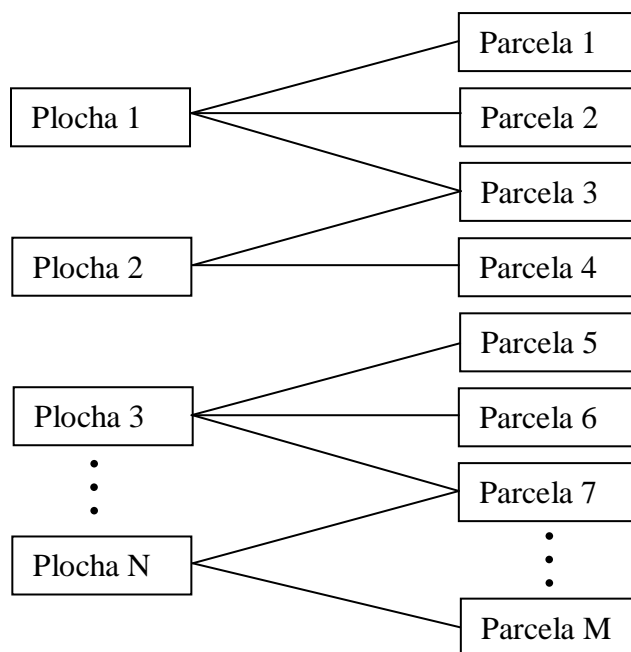 Parcela 1
Plocha 1
Parcela 2
Parcela 3
Plocha 2
Parcela 4
Parcela 5
Plocha 3
Parcela 6
Parcela 7
Plocha N
Parcela M